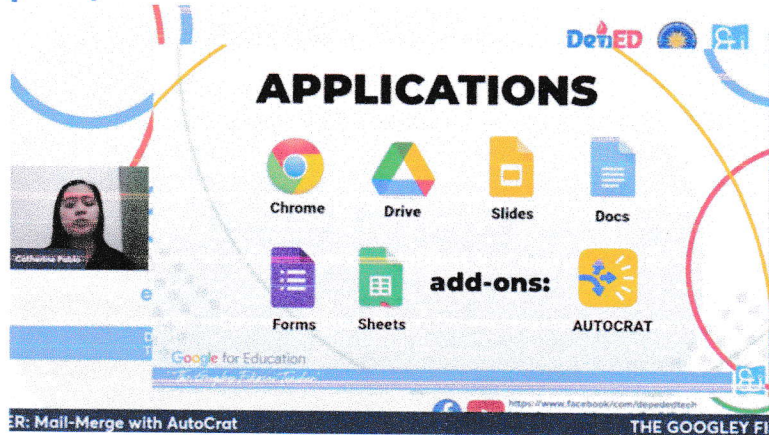 DepED
APPLICATIONS
Chrome
Drive
Slides
Docs
Catherine Pablo
e
add-ons:
Forms
Sheets
AUTOCRAT
D
T
Google for Education
https://www.facebook/com/depededtech
ER: Mail-Merge with AutoCrat
THE GOOGLEY FI